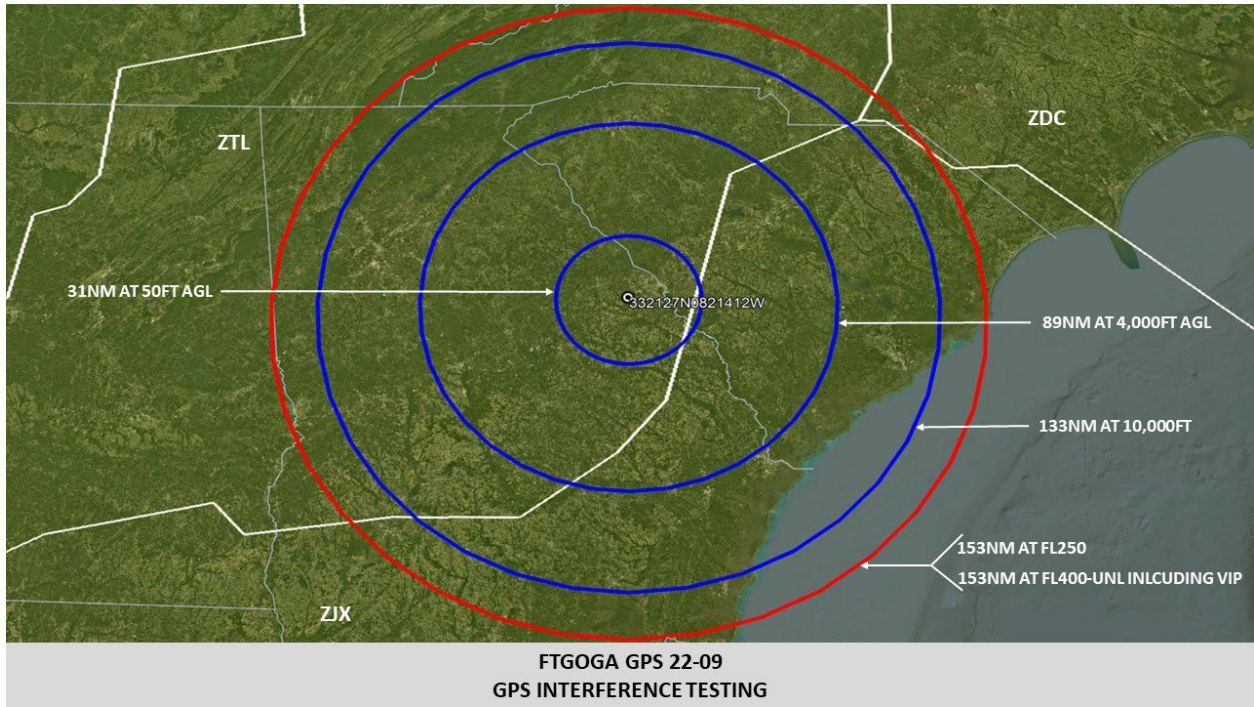 ZDC
ZTL
31NM AT 50FT AGL
332127N0821412W
89NM AT 4,000FT AGL
133NM AT 10,000FT
153NM AT FL250
153NM AT FL400-UNL INLCUDING VIP
ZJX
FTGOGA GPS 22-09
GPS INTERFERENCE TESTING